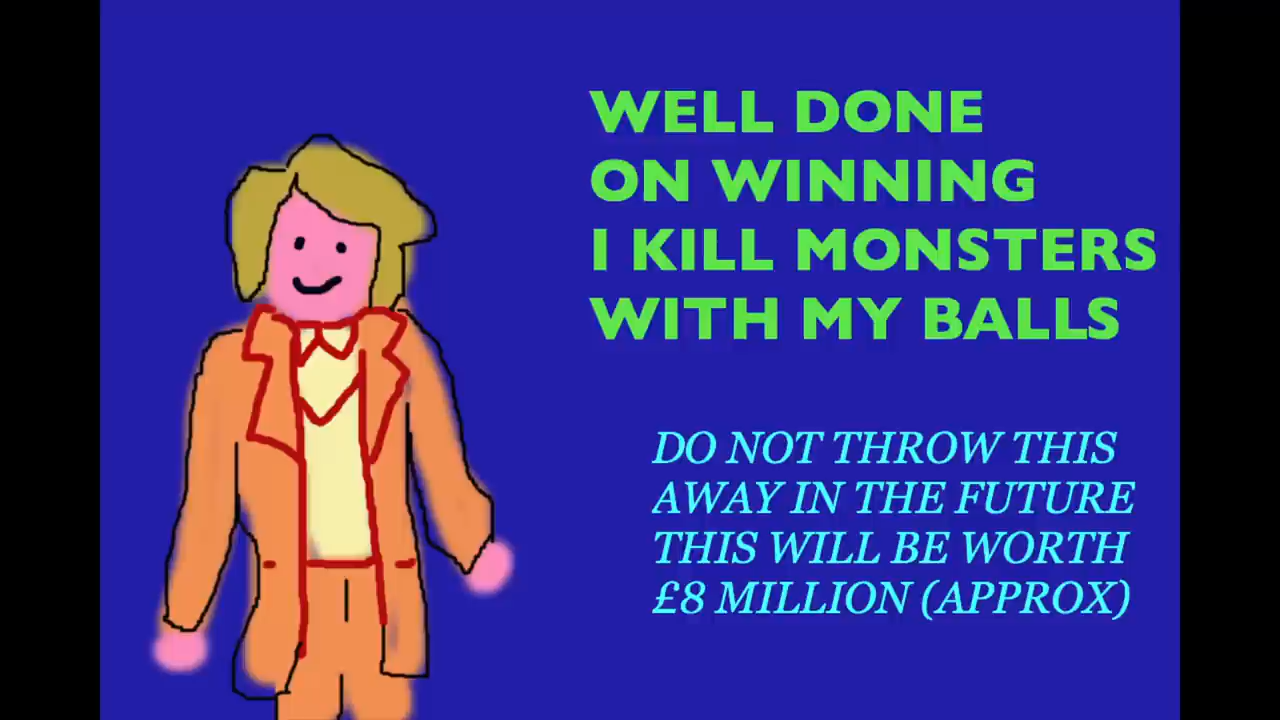 WELL DONE
ON WINNING
I KILL MONSTERS
WITH MY BALLS
DO NOT THROW THIS
AWAY IN THE FUTURE
THIS WILL BE WORTH
£8 MILLION (APPROX)